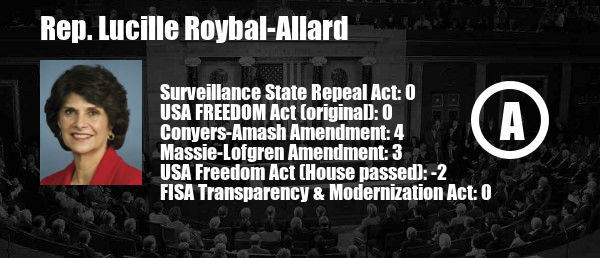 Rep. Lucille Roybal-Allard
Surveillance State Repeal Act: 0
USA FREEDOM Act (original): 0
Conyers-Amash Amendment: 4
Massie-Lofgren Amendment: 3
USA Freedom Act (House passed): -2
FISA Transparency & Modernization Act: 0
A